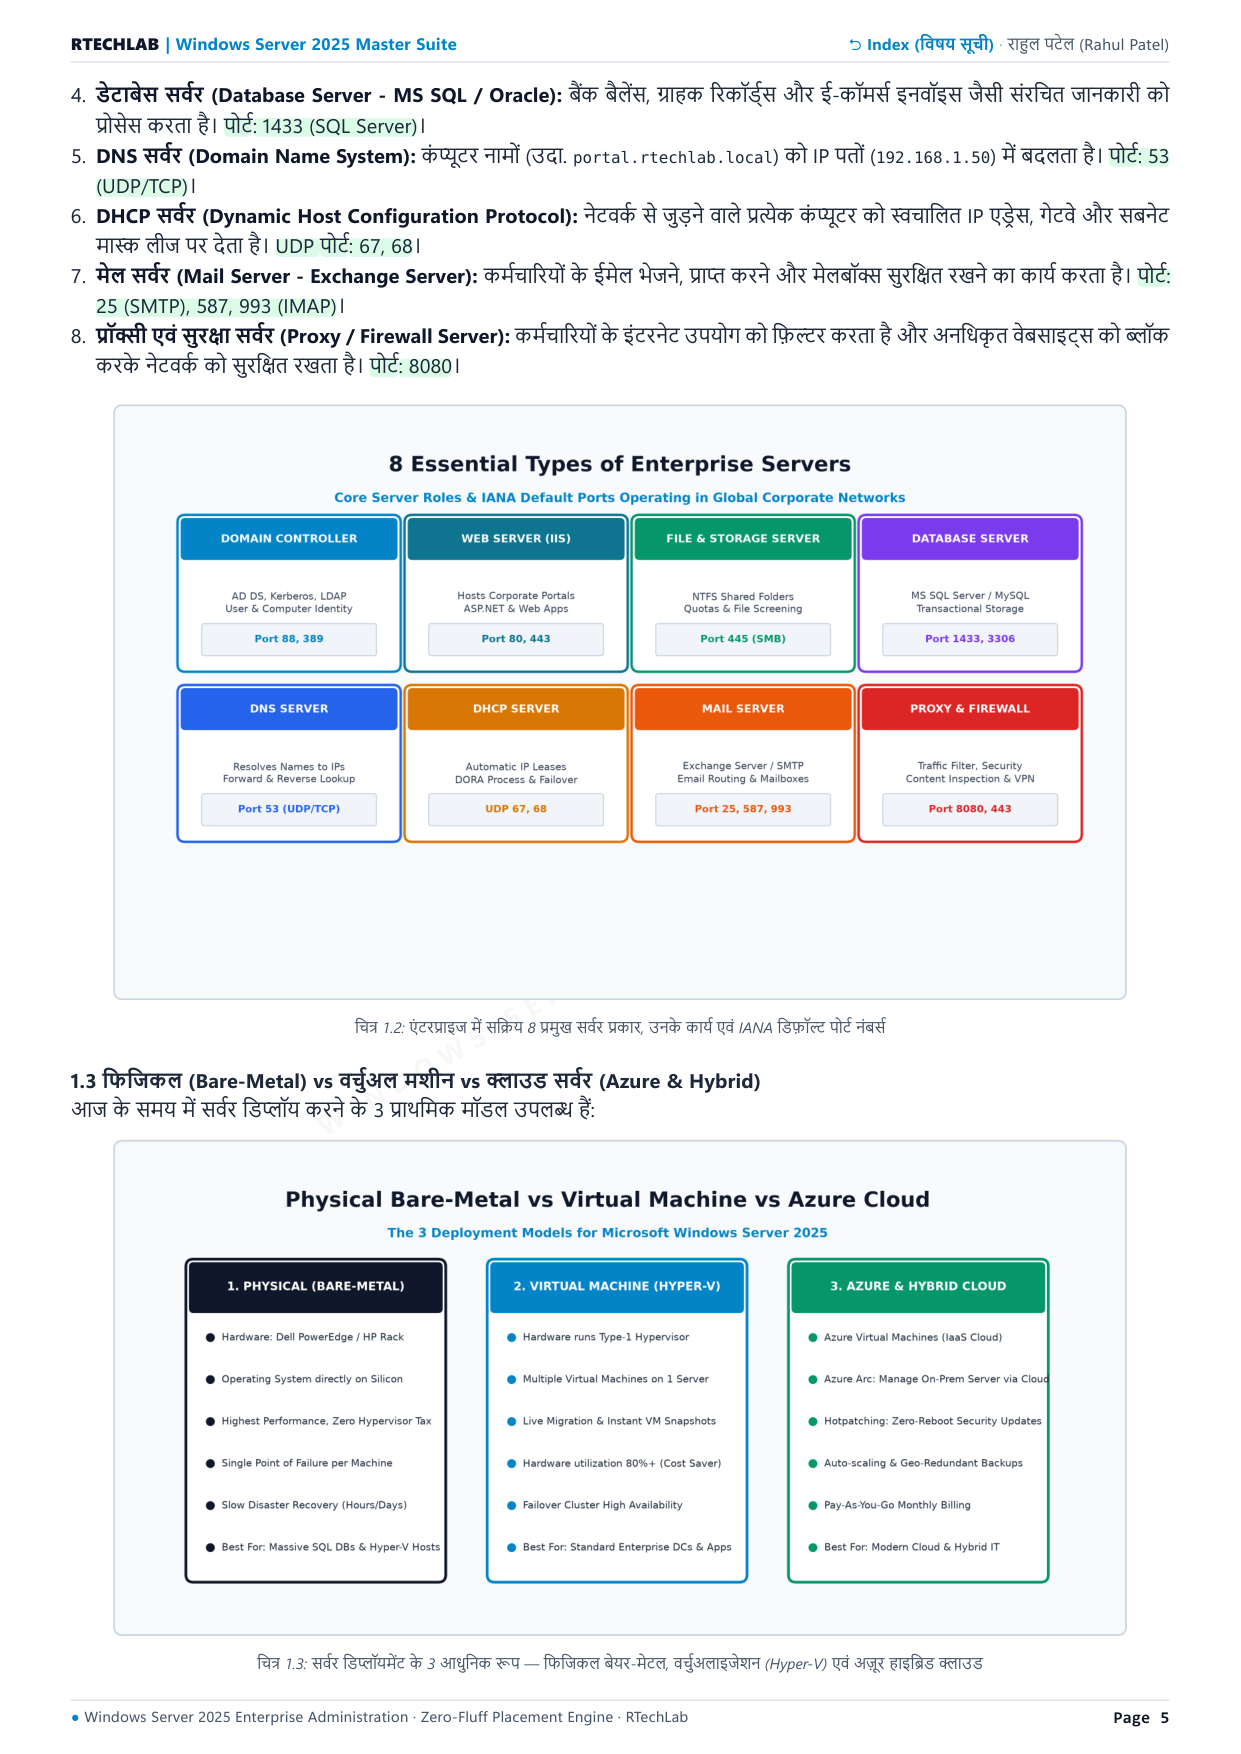 RTECHLAB | Windows Server 2025 Master Suite
⮌ Index (विषय सूची) · राहुल पटेल (Rahul Patel)
4. डेटाबेस सर्वर (Database Server - MS SQL / Oracle): बैंक बैलेंस, ग्राहक रिकॉर्ड्स और ई-कॉमर्स इनवॉइस जैसी संरचित जानकारी को
प्रोसेस करता है। पोर्ट: 1433 (SQL Server)।
5. DNS सर्वर (Domain Name System): कंप्यूटर नामों (उदा. portal.rtechlab.local) को IP पतों (192.168.1.50) में बदलता है। पोर्ट: 53
(UDP/TCP)।
6. DHCP सर्वर (Dynamic Host Configuration Protocol): नेटवर्क से जुड़ने वाले प्रत्येक कंप्यूटर को स्वचालित IP एड्रेस, गेटवे और सबनेट
मास्क लीज पर देता है। UDP पोर्ट: 67, 68।
7. मेल सर्वर (Mail Server - Exchange Server): कर्मचारियों के ईमेल भेजने, प्राप्त करने और मेलबॉक्स सुरक्षित रखने का कार्य करता है। पोर्ट:
25 (SMTP), 587, 993 (IMAP)।
8. प्रॉक्सी एवं सुरक्षा सर्वर (Proxy / Firewall Server): कर्मचारियों के इंटरनेट उपयोग को फ़िल्टर करता है और अनधिकृत वेबसाइट्स को ब्लॉक
करके नेटवर्क को सुरक्षित रखता है। पोर्ट: 8080।
8 Essential Types of Enterprise Servers
Core Server Roles & IANA Default Ports Operating in Global Corporate Networks
DOMAIN CONTROLLER
AD DS, Kerberos, LDAP
User & Computer Identity
Port 88, 389
WEB SERVER (IIS)
Hosts Corporate Portals
ASP.NET & Web Apps
Port 80, 443
FILE & STORAGE SERVER
NTFS Shared Folders
Quotas & File Screening
Port 445 (SMB)
DATABASE SERVER
MS SQL Server / MySQL
Transactional Storage
Port 1433, 3306
DNS SERVER
Resolves Names to IPs
Forward & Reverse Lookup
Port 53 (UDP/TCP)
DHCP SERVER
Automatic IP Leases
DORA Process & Failover
UDP 67, 68
MAIL SERVER
Exchange Server / SMTP
Email Routing & Mailboxes
Port 25, 587, 993
PROXY & FIREWALL
Traffic Filter, Security
Content Inspection & VPN
Port 8080, 443
चित्र 1.2: एंटरप्राइज में सक्रिय 8 प्रमुख सर्वर प्रकार, उनके कार्य एवं IANA डिफ़ॉल्ट पोर्ट नंबर्स
1.3 फिजिकल (Bare-Metal) vs वर्चुअल मशीन vs क्लाउड सर्वर (Azure & Hybrid)
आज के समय में सर्वर डिप्लॉय करने के 3 प्राथमिक मॉडल उपलब्ध हैं:
Physical Bare-Metal vs Virtual Machine vs Azure Cloud
The 3 Deployment Models for Microsoft Windows Server 2025
1. PHYSICAL (BARE-METAL)
● Hardware: Dell PowerEdge / HP Rack
● Operating System directly on Silicon
● Highest Performance, Zero Hypervisor Tax
● Single Point of Failure per Machine
● Slow Disaster Recovery (Hours/Days)
● Best For: Massive SQL DBs & Hyper-V Hosts
2. VIRTUAL MACHINE (HYPER-V)
● Hardware runs Type-1 Hypervisor
● Multiple Virtual Machines on 1 Server
● Live Migration & Instant VM Snapshots
● Hardware utilization 80%+ (Cost Saver)
● Failover Cluster High Availability
● Best For: Standard Enterprise DCs & Apps
3. AZURE & HYBRID CLOUD
● Azure Virtual Machines (IaaS Cloud)
● Azure Arc: Manage On-Prem Server via Cloud
● Hotpatching: Zero-Reboot Security Updates
● Auto-scaling & Geo-Redundant Backups
● Pay-As-You-Go Monthly Billing
● Best For: Modern Cloud & Hybrid IT
चित्र 1.3: सर्वर डिप्लॉयमेंट के 3 आधुनिक रूप — फिजिकल बेयर-मेटल, वर्चुअलाइजेशन (Hyper-V) एवं अज़ूर हाइब्रिड क्लाउड
● Windows Server 2025 Enterprise Administration · Zero-Fluff Placement Engine · RTechLab
Page 5